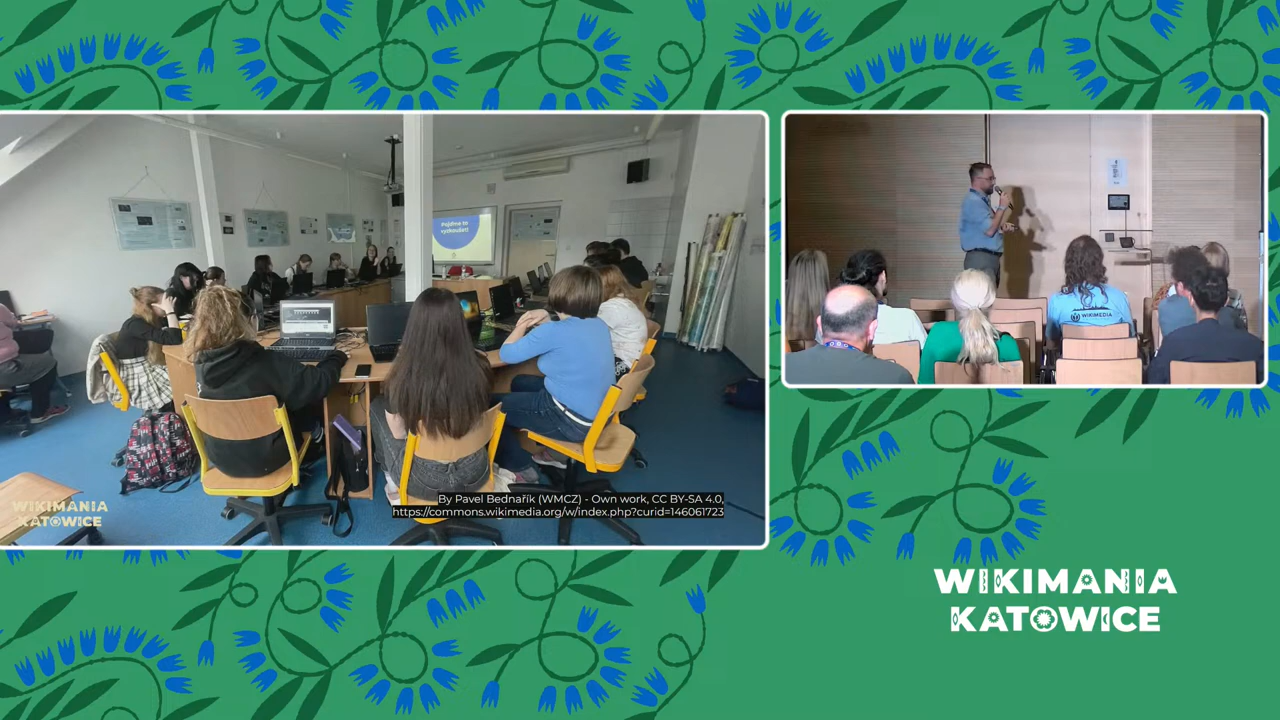 Pojďme to
vyzkoušet!
WIKIMANIA
KATOWICE
By Pavel Bednařík (WMCZ) - Own work, CC BY-SA 4.0,
https://commons.wikimedia.org/w/index.php?curid=146061723
WIKIMEDIA
WIKIMANIA
KATOWICE